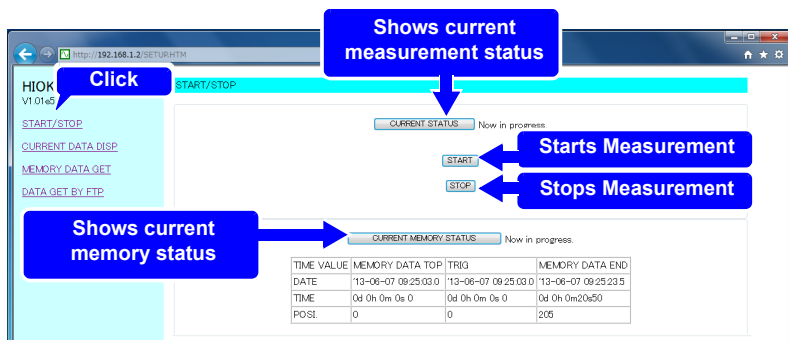 Shows current
measurement status
http://192.168.1.2/SETUP.HTM
Click
HIOK
V1.01e5
START/STOP
START/STOP
CURRENT DATA DISP
MEMORY DATA GET
DATA GET BY FTP
CURRENT STATUS Now in progress.
START
Starts Measurement
STOP
Stops Measurement
Shows current
memory status
CURRENT MEMORY STATUS Now in progress.
TIME VALUE MEMORY DATA TOP TRIG MEMORY DATA END
DATE '13-06-07 09:25:03.0 '13-06-07 09:25:03.0 '13-06-07 09:25:23.5
TIME 0d 0h 0m 0s 0 0d 0h 0m 0s 0 0d 0h 0m20s50
POSI. 0 0 205